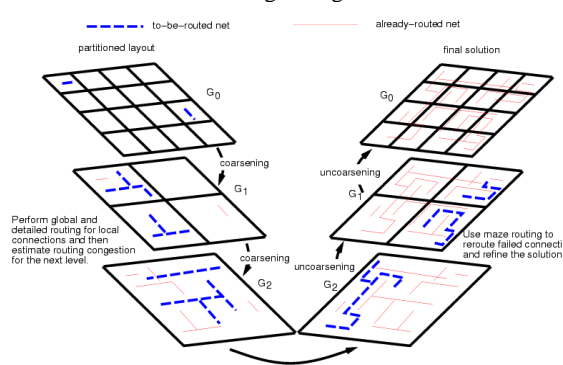 to-be-routed net
already-routed net
partitioned layout
final solution
G0
G0
coarsening
uncoarsening
G1
G1
Perform global and
detailed routing for local
connections and then
estimate routing congestion
for the next level.
Use maze routing to
reroute failed connecti
and refine the solution
coarsening
uncoarsening
G2
G2